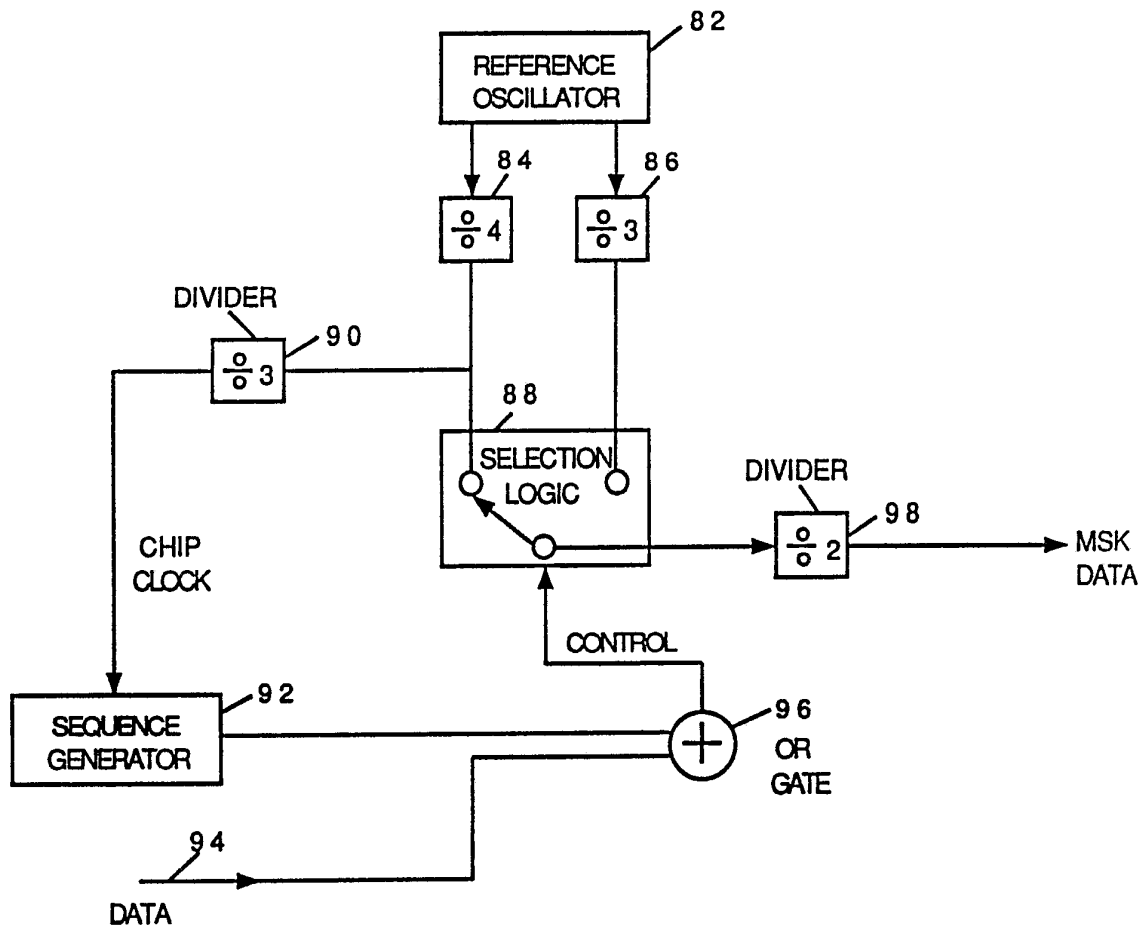 82
REFERENCE
OSCILLATOR
84
86
÷ 4
÷ 3
DIVIDER
90
÷ 3
88
SELECTION
LOGIC
DIVIDER
98
÷ 2
MSK
DATA
CHIP
CLOCK
CONTROL
92
SEQUENCE
GENERATOR
96
+
OR
GATE
94
DATA